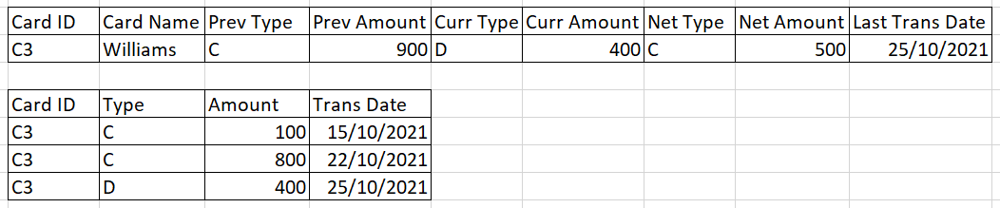 Card ID Card Name Prev Type Prev Amount Curr Type Curr Amount Net Type Net Amount Last Trans Date
C3 Williams C 900 D 400 C 500 25/10/2021
Card ID Type Amount Trans Date
C3 C 100 15/10/2021
C3 C 800 22/10/2021
C3 D 400 25/10/2021